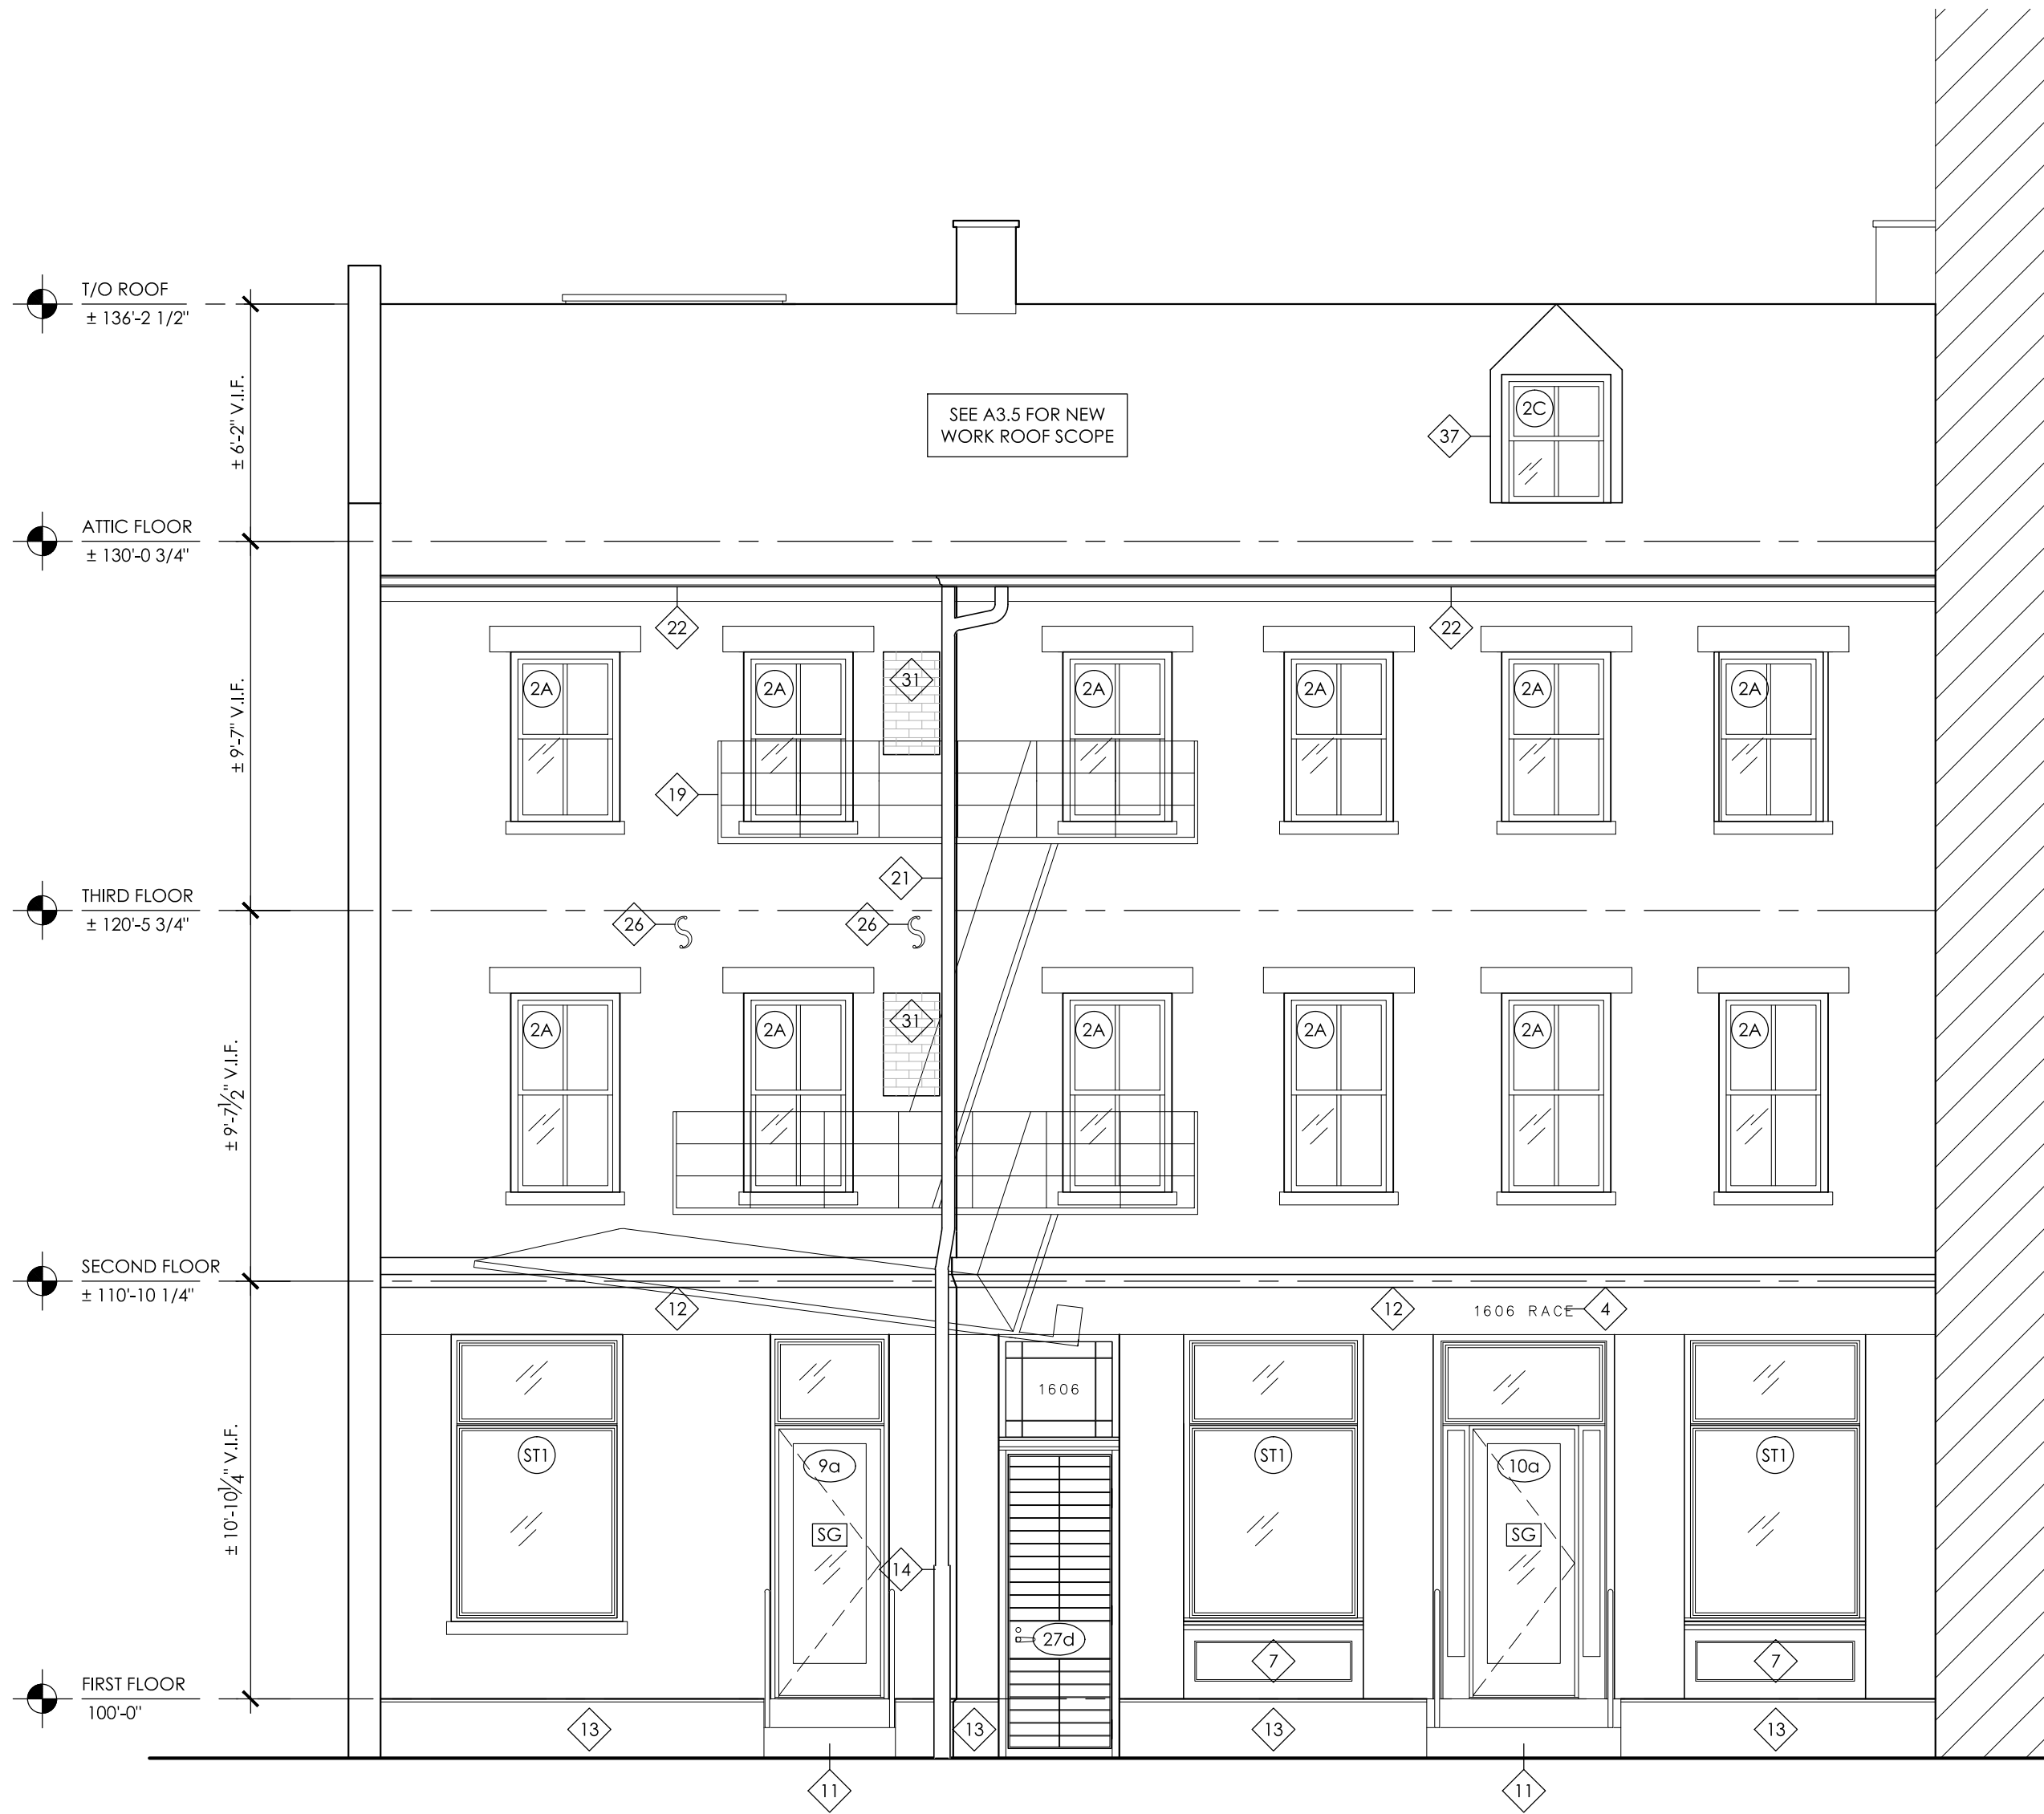 T/O ROOF
± 136'-2 1/2"
± 6'-2" V.I.F.
SEE A3.5 FOR NEW
WORK ROOF SCOPE
2C
37
ATTIC FLOOR
± 130'-0 3/4"
22
22
± 9'-7" V.I.F.
2A
2A
31
2A
2A
2A
2A
19
21
THIRD FLOOR
± 120'-5 3/4"
26
26
± 9'-7 1/2" V.I.F.
2A
2A
31
2A
2A
2A
2A
SECOND FLOOR
± 110'-10 1/4"
12
12
1606 RACE
4
1606
± 10'-10 1/4" V.I.F.
ST1
9a
ST1
10a
ST1
SG
SG
14
27d
7
7
FIRST FLOOR
100'-0"
13
13
13
13
11
11